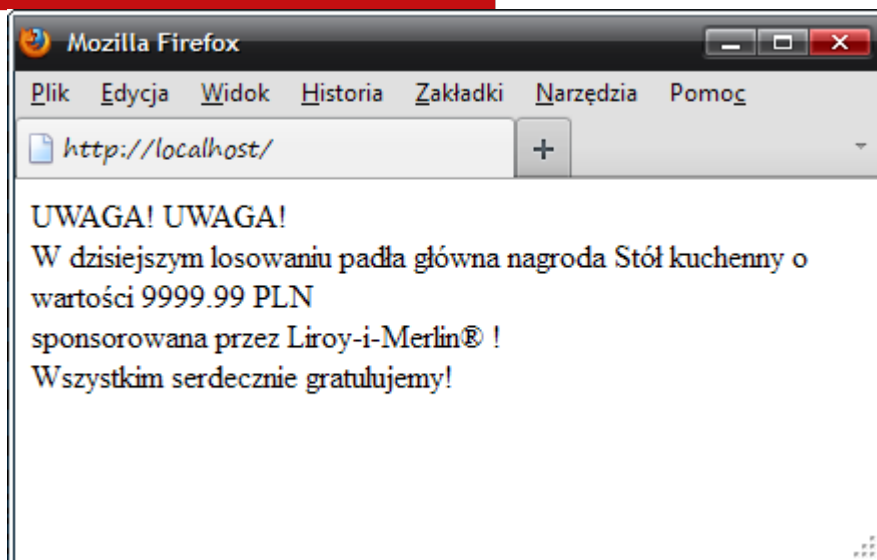 Mozilla Firefox
Plik Edycja Widok Historia Zakładki Narzędzia Pomoc
http://localhost/
UWAGA! UWAGA!
W dzisiejszym losowaniu padła główna nagroda Stół kuchenny o
wartości 9999.99 PLN
sponsorowana przez Liroy-i-Merlin® !
Wszystkim serdecznie gratulujemy!